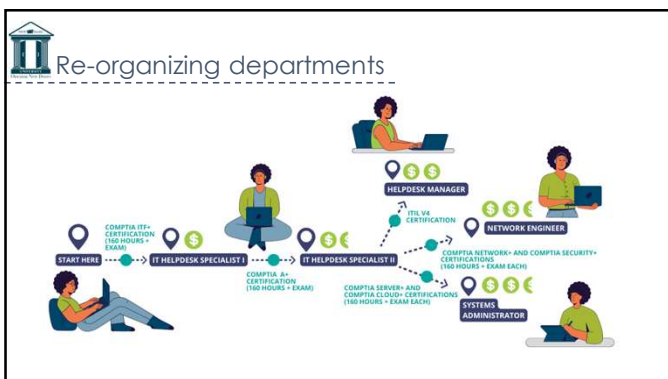 UNIVERSITY
Re-organizing departments
HELPDESK MANAGER
ITIL V4
CERTIFICATION
NETWORK ENGINEER
COMPTIA ITF+
CERTIFICATION
(160 HOURS +
EXAM)
START HERE
IT HELPDESK SPECIALIST I
IT HELPDESK SPECIALIST II
COMPTIA NETWORK+ AND COMPTIA SECURITY+
CERTIFICATIONS
(160 HOURS + EXAM EACH)
COMPTIA A+
CERTIFICATION
(160 HOURS + EXAM)
COMPTIA SERVER+ AND
COMPTIA CLOUD+ CERTIFICATIONS
(160 HOURS + EXAM EACH)
SYSTEMS
ADMINISTRATOR